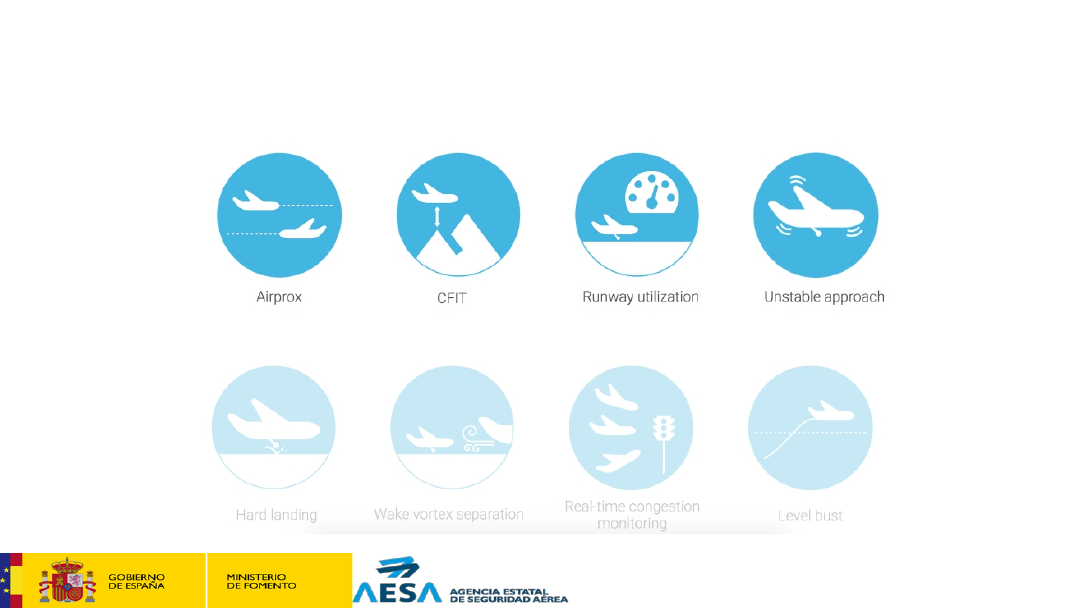 Airprox
CFIT
Runway utilization
Unstable approach
Hard landing
Wake vortex separation
Real-time congestion
monitoring
Level bust
GOBIERNO
DE ESPAÑA
MINISTERIO
DE FOMENTO
AESA
AGENCIA ESTATAL
DE SEGURIDAD AÉREA